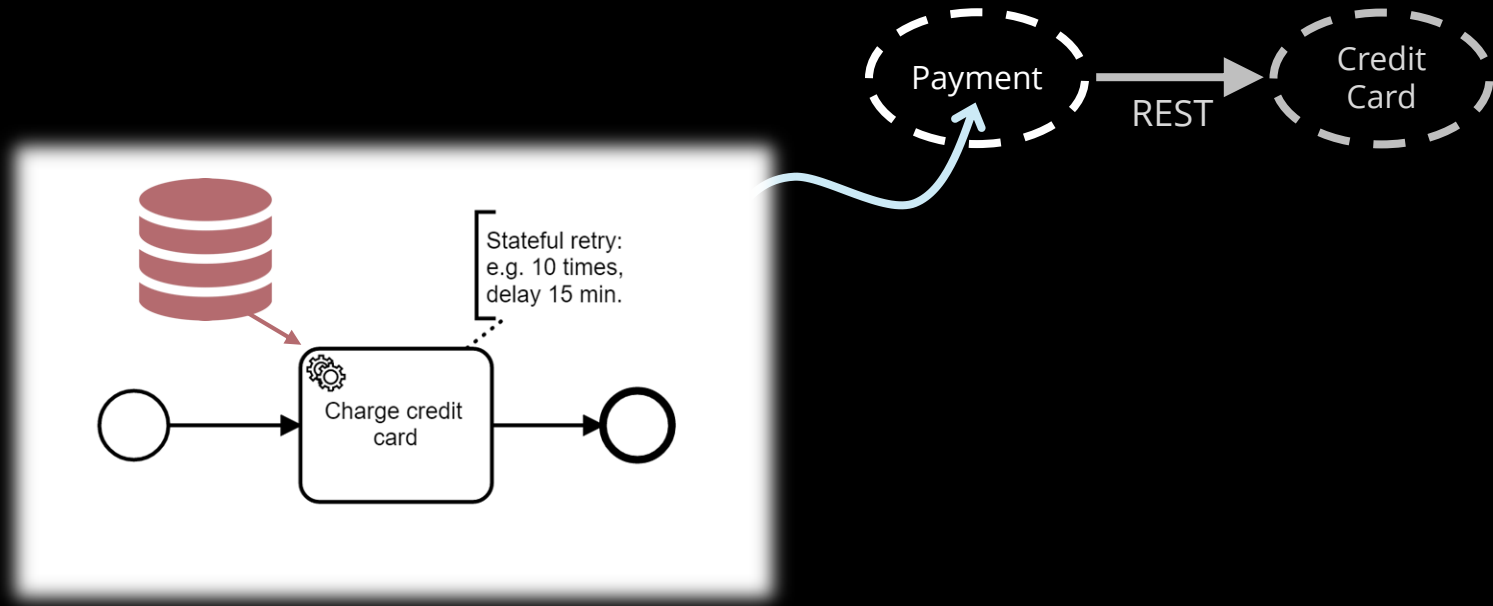 Payment
REST
Credit
Card
Stateful retry:
e.g. 10 times,
delay 15 min.
Charge credit
card